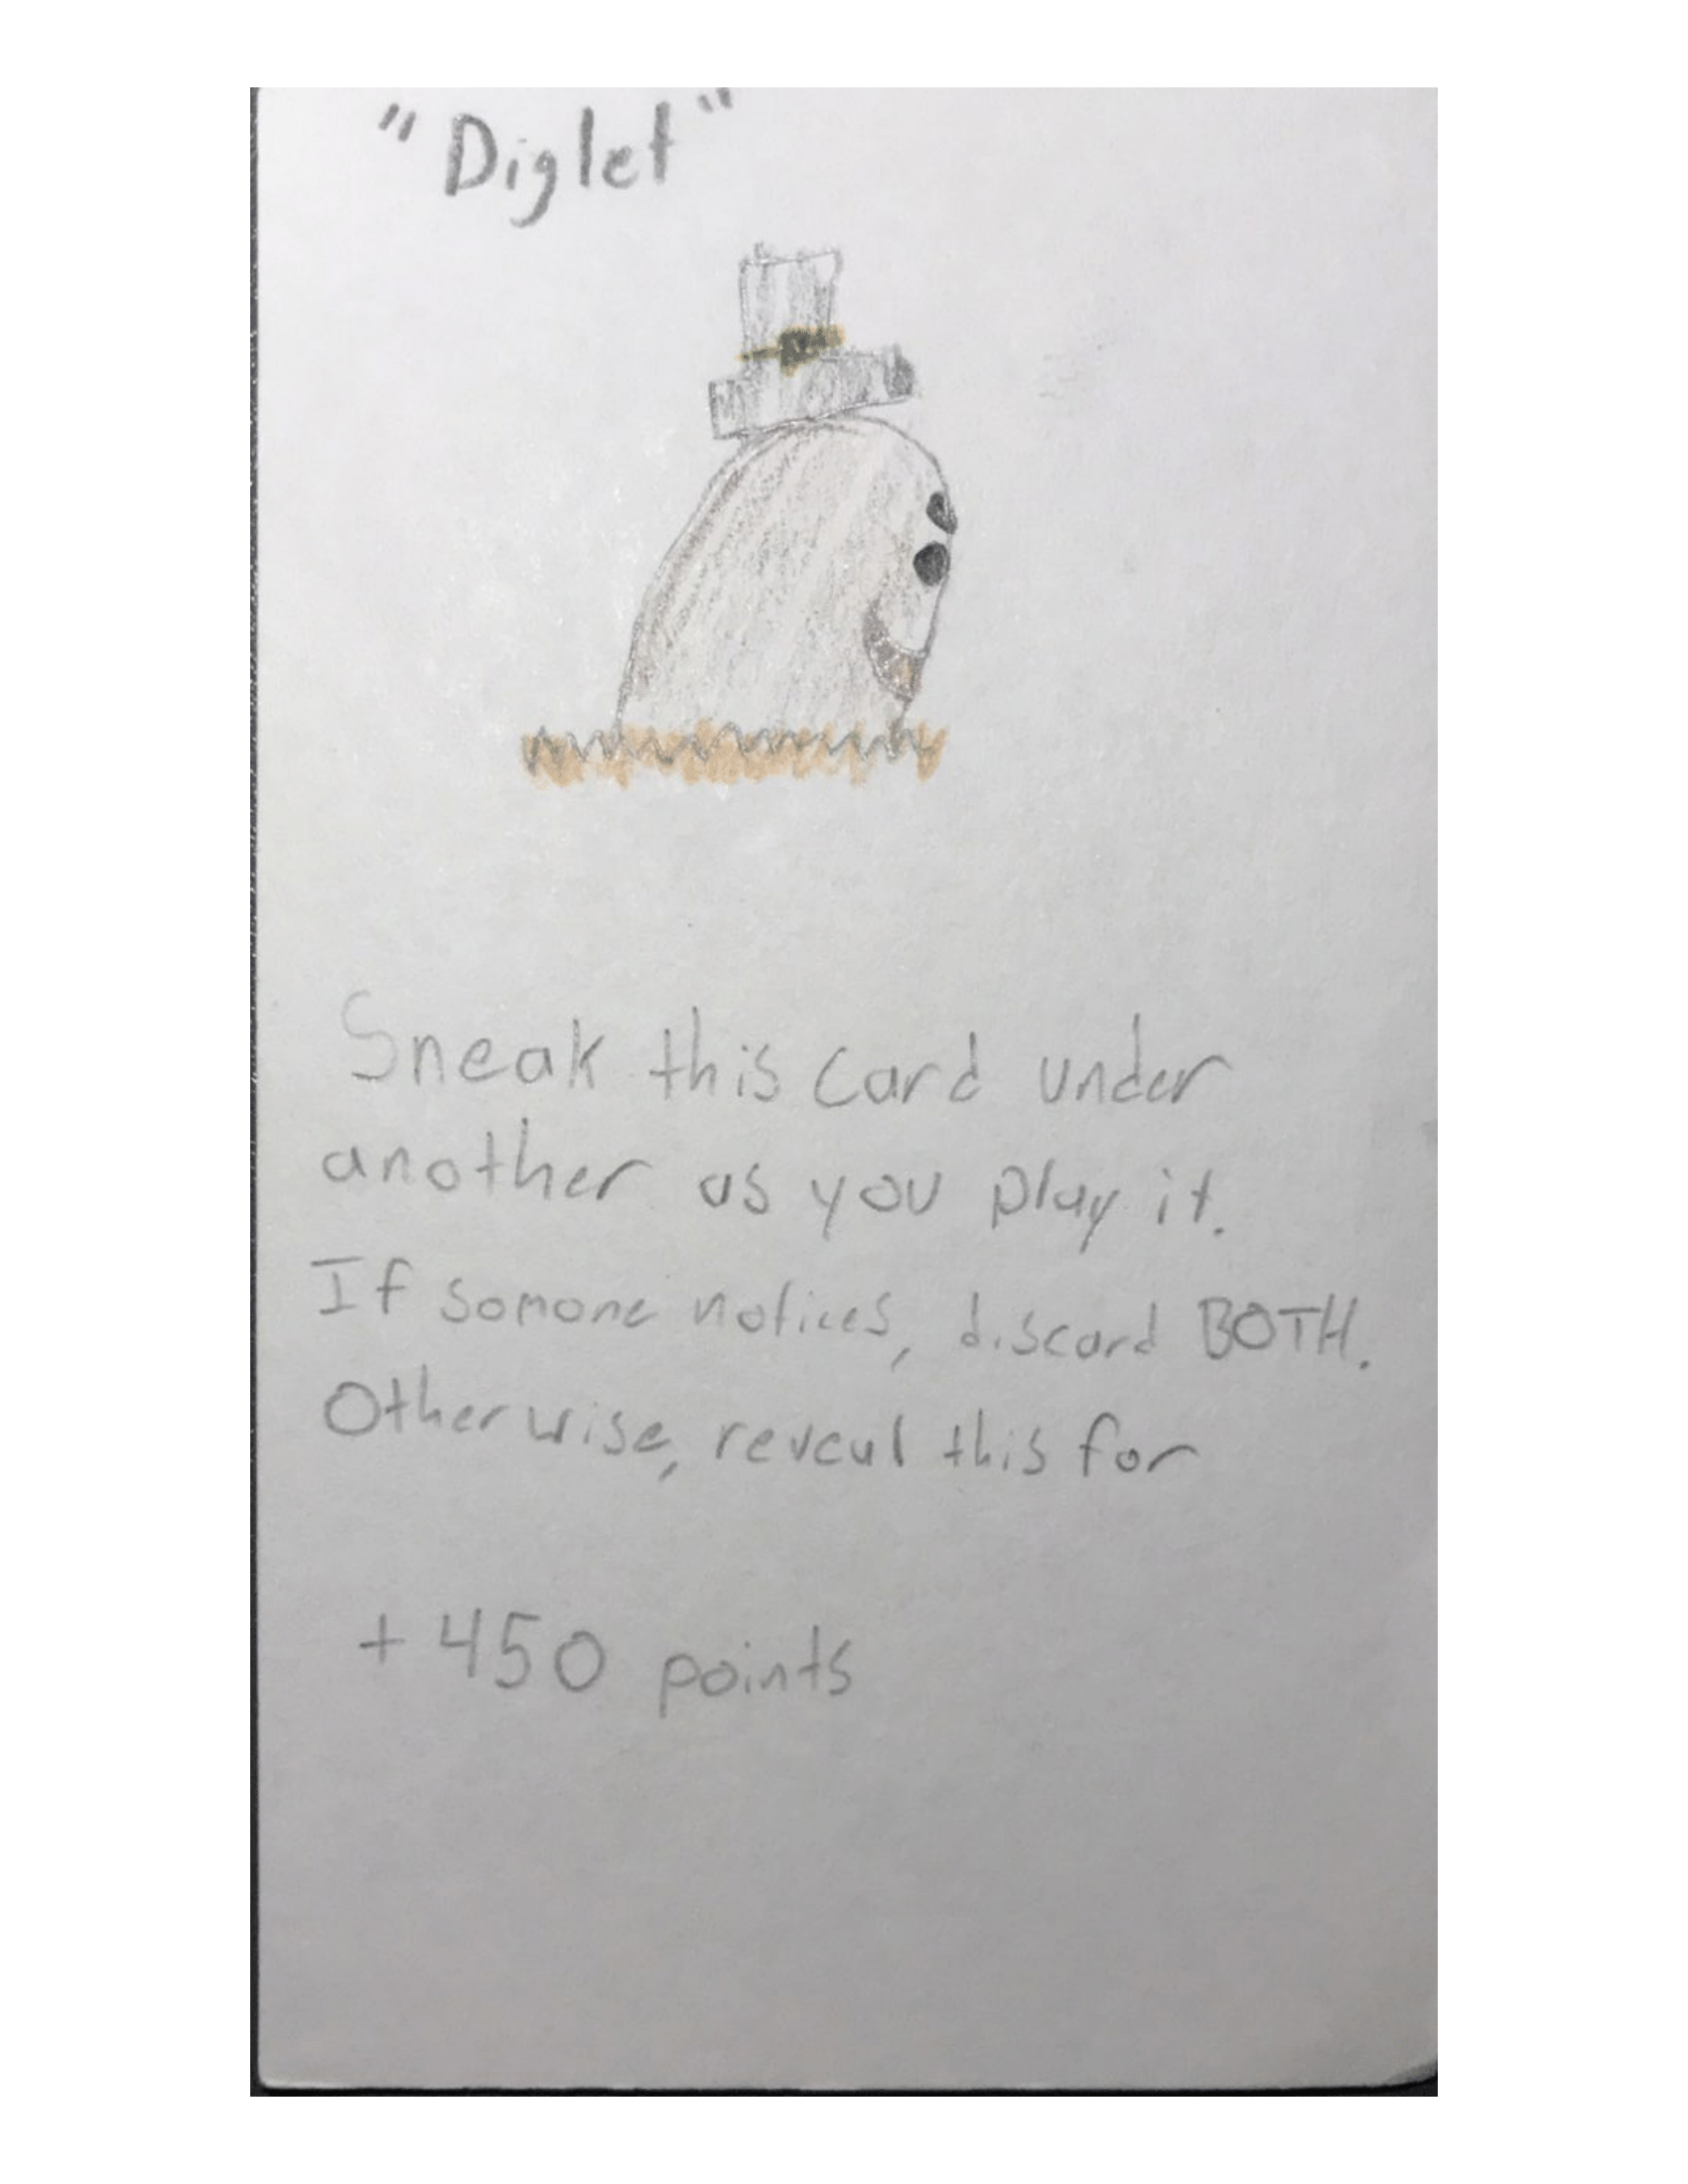 "Diglet"
Sneak this card under
another as you play it.
If somone notices, discard BOTH.
Otherwise, reveal this for
+450 points